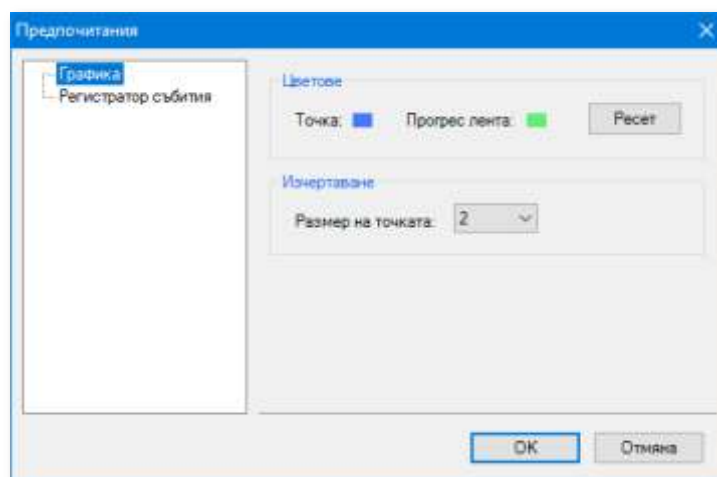 Предпочитания
Графика
Регистратор събития
Цветове
Точка: Прогрес лента: Ресет
Изчертаване
Размер на точката: 2
OK Отмяна